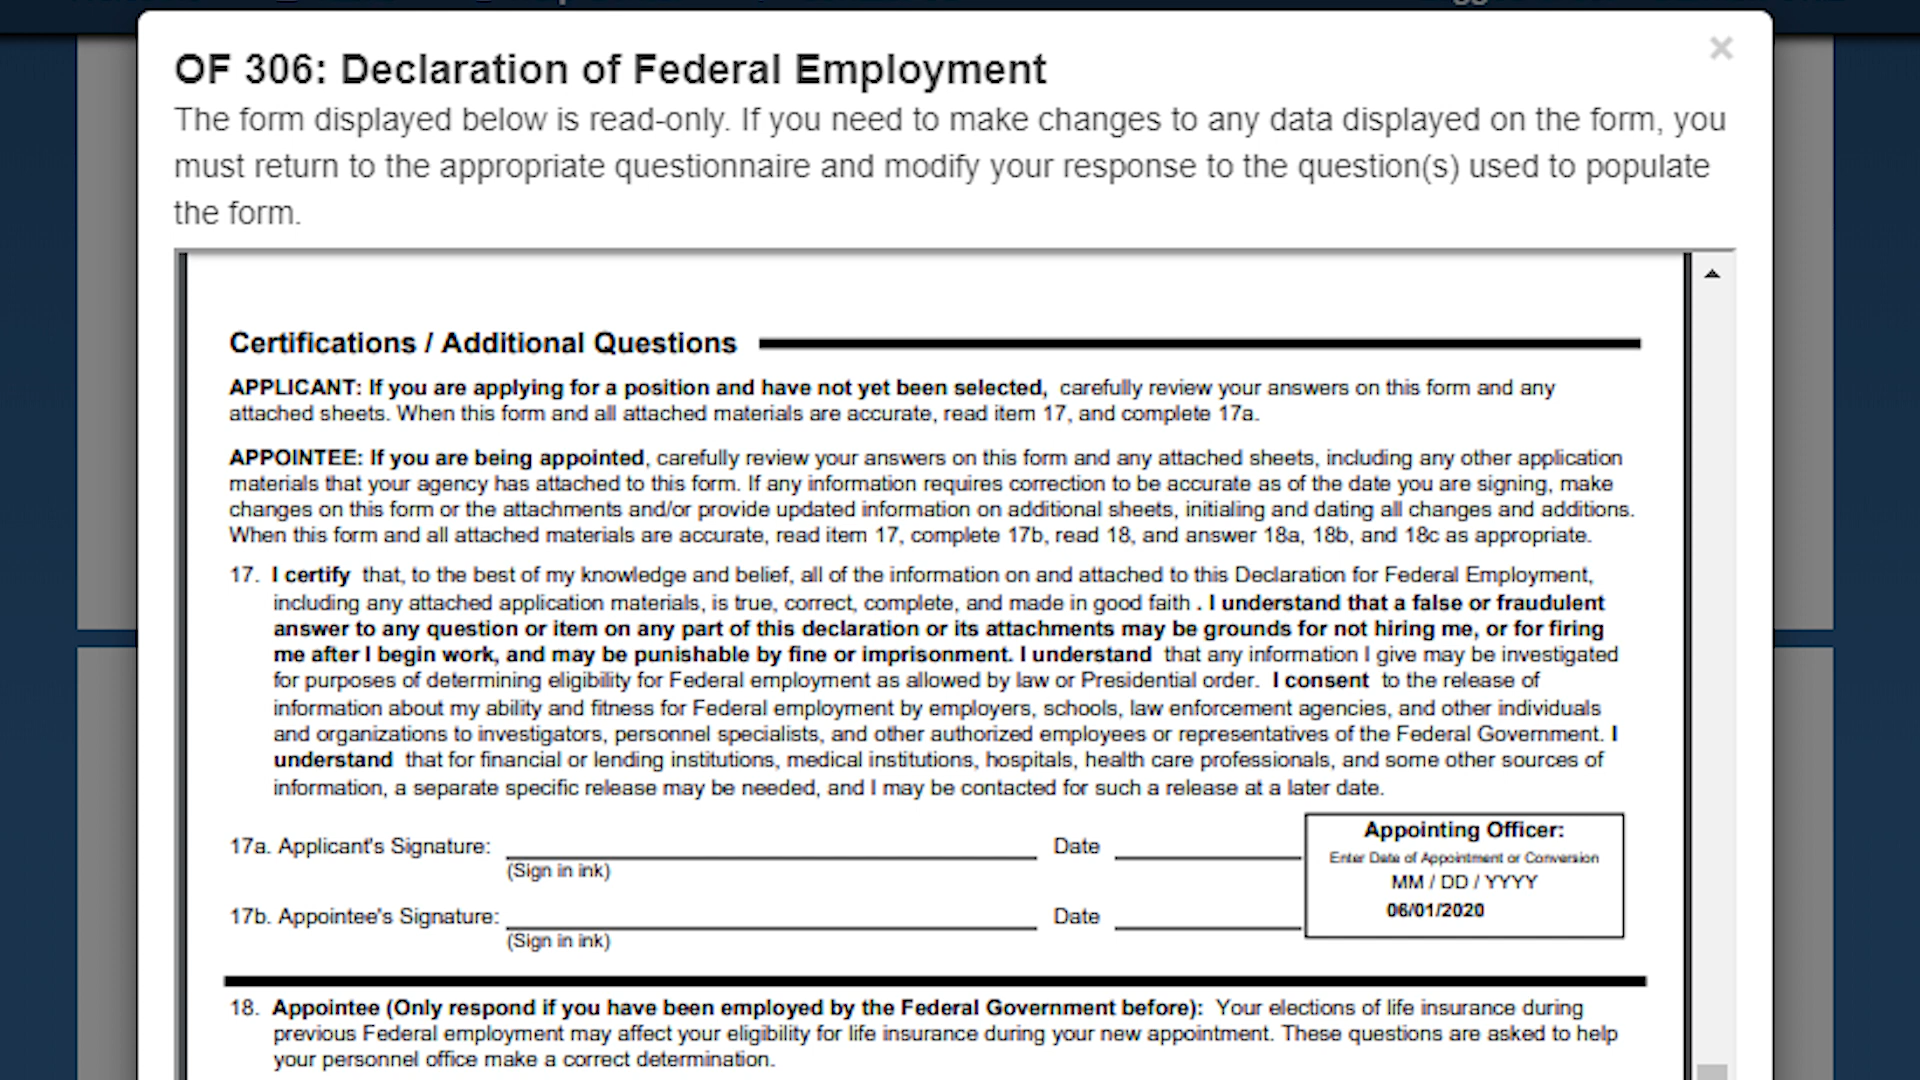 OF 306: Declaration of Federal Employment
The form displayed below is read-only. If you need to make changes to any data displayed on the form, you
must return to the appropriate questionnaire and modify your response to the question(s) used to populate
the form.
Certifications / Additional Questions
APPLICANT: If you are applying for a position and have not yet been selected, carefully review your answers on this form and any
attached sheets. When this form and all attached materials are accurate, read item 17, and complete 17a.
APPOINTEE: If you are being appointed, carefully review your answers on this form and any attached sheets, including any other application
materials that your agency has attached to this form. If any information requires correction to be accurate as of the date you are signing, make
changes on this form or the attachments and/or provide updated information on additional sheets, initialing and dating all changes and additions.
When this form and all attached materials are accurate, read item 17, complete 17b, read 18, and answer 18a, 18b, and 18c as appropriate.
17. I certify that, to the best of my knowledge and belief, all of the information on and attached to this Declaration for Federal Employment,
including any attached application materials, is true, correct, complete, and made in good faith . I understand that a false or fraudulent
answer to any question or item on any part of this declaration or its attachments may be grounds for not hiring me, or for firing
me after I begin work, and may be punishable by fine or imprisonment. I understand that any information I give may be investigated
for purposes of determining eligibility for Federal employment as allowed by law or Presidential order. I consent to the release of
information about my ability and fitness for Federal employment by employers, schools, law enforcement agencies, and other individuals
and organizations to investigators, personnel specialists, and other authorized employees or representatives of the Federal Government. I
understand that for financial or lending institutions, medical institutions, hospitals, health care professionals, and some other sources of
information, a separate specific release may be needed, and I may be contacted for such a release at a later date.
17a. Applicant's Signature: Date
(Sign in ink)
17b. Appointee's Signature: Date
(Sign in ink)
Appointing Officer:
Enter Date of Appointment or Conversion
MM / DD / YYYY
06/01/2020
18. Appointee (Only respond if you have been employed by the Federal Government before): Your elections of life insurance during
previous Federal employment may affect your eligibility for life insurance during your new appointment. These questions are asked to help
your personnel office make a correct determination.